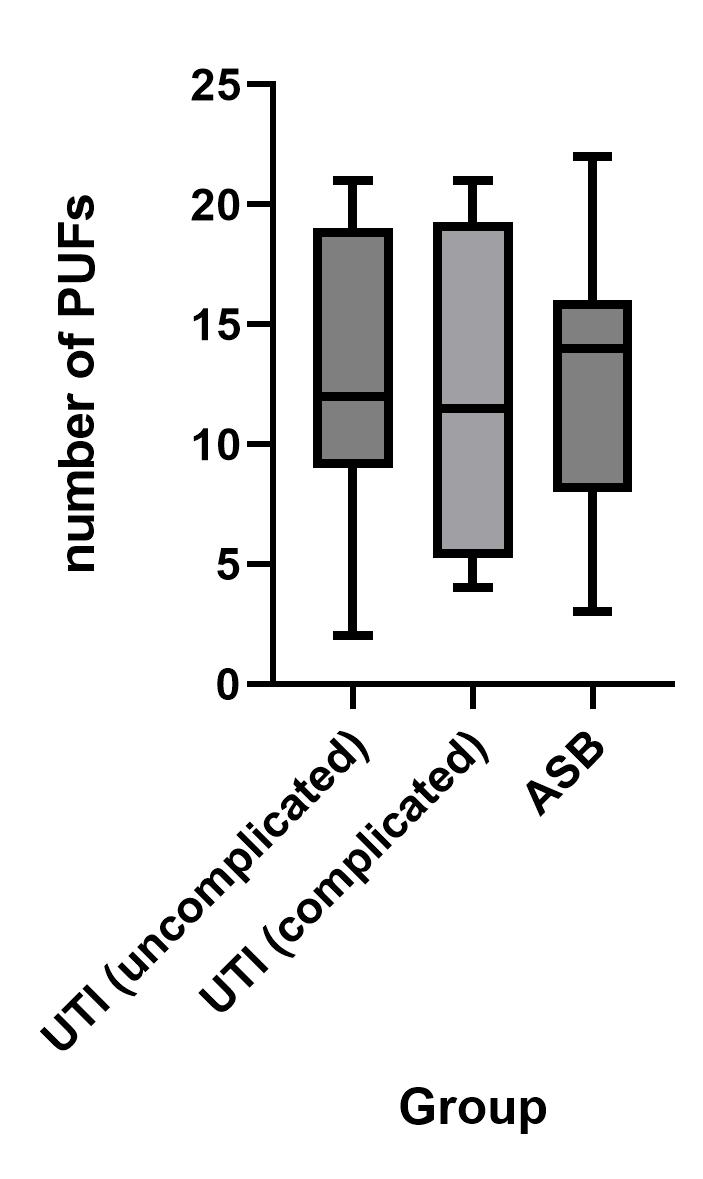 number of PUFs
25
20
15
10
5
0
UTI (uncomplicated)
UTI (complicated)
ASB
Group